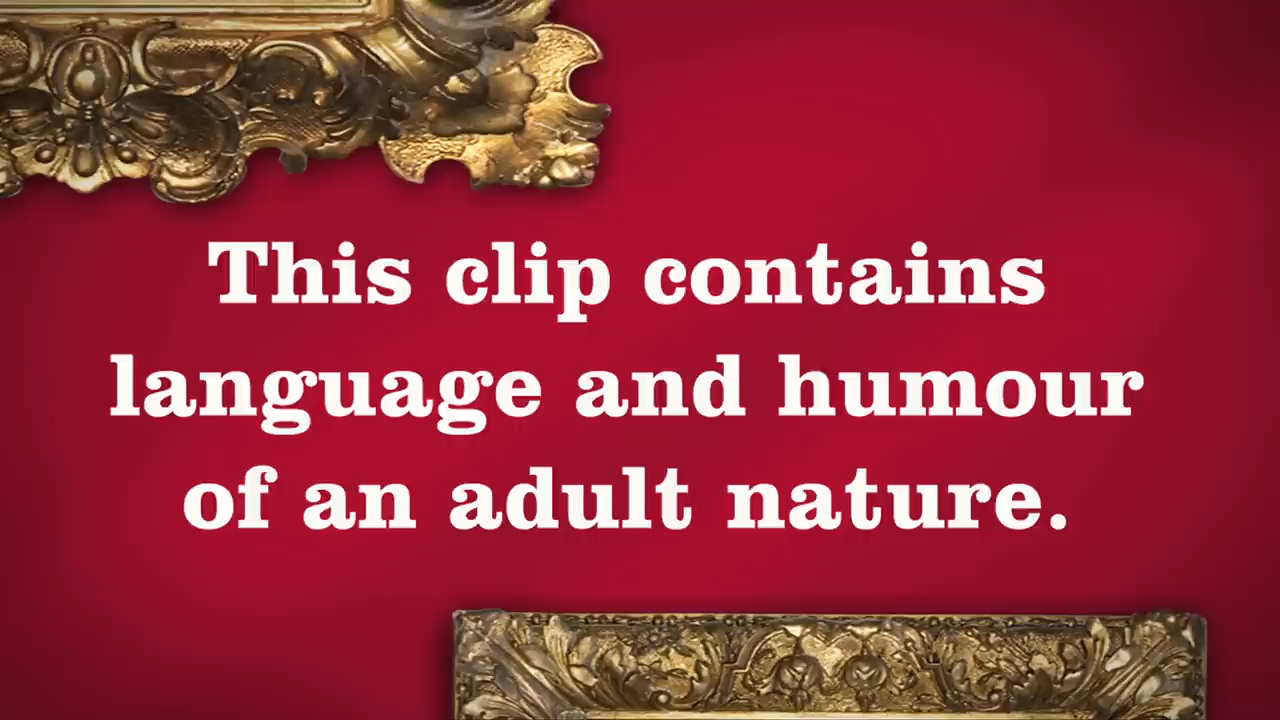 This clip contains
language and humour
of an adult nature.